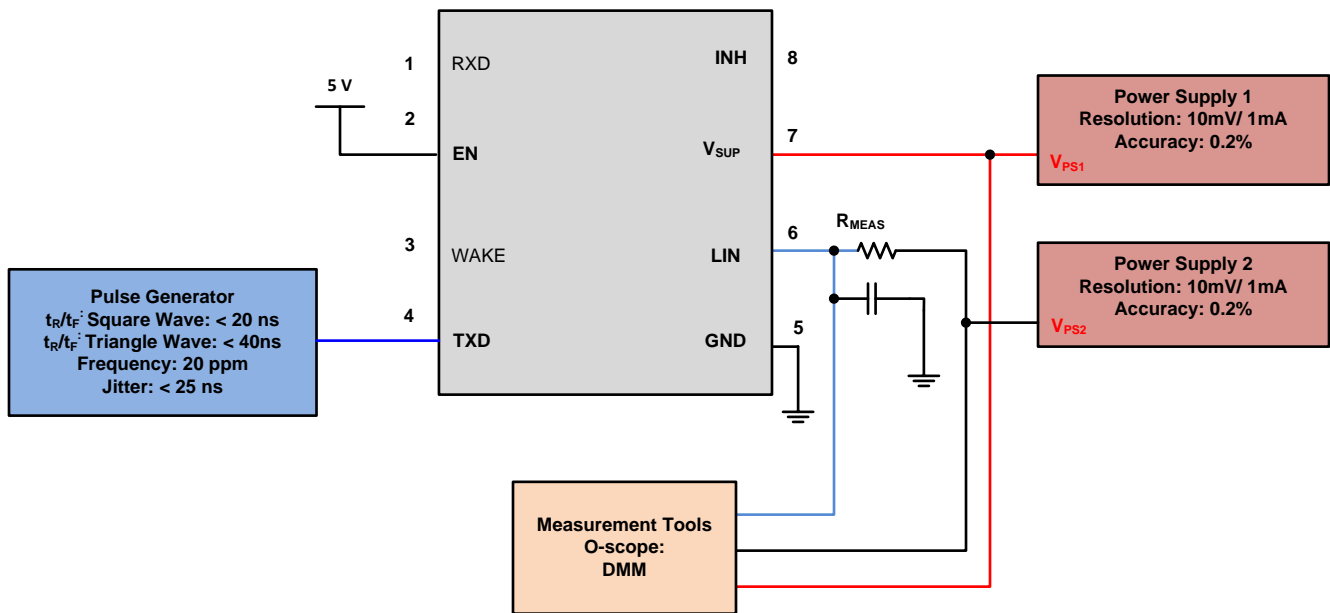 1
RXD
INH
8
5 V
2
EN
7
VSUP
Power Supply 1
Resolution: 10mV/ 1mA
Accuracy: 0.2%
VPS1
3
WAKE
6
LIN
RMEAS
Power Supply 2
Resolution: 10mV/ 1mA
Accuracy: 0.2%
VPS2
Pulse Generator
tR/tF: Square Wave: < 20 ns
tR/tF: Triangle Wave: < 40ns
Frequency: 20 ppm
Jitter: < 25 ns
4
TXD
5
GND
Measurement Tools
O-scope:
DMM